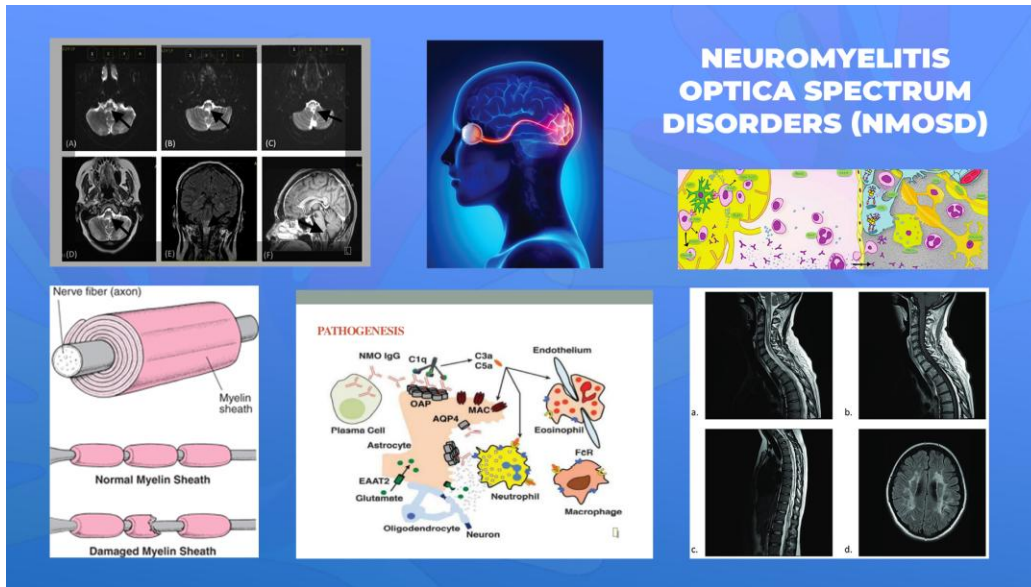 NEUROMYELITIS
OPTICA SPECTRUM
DISORDERS (NMOSD)
(A)
(B)
(C)
(D)
(E)
(F)
Nerve fiber (axon)
Myelin
sheath
Normal Myelin Sheath
Damaged Myelin Sheath
PATHOGENESIS
NMO IgG
C1q
C3a
C5a
Endothelium
OAP
MAC
Plasma Cell
AQP4
Eosinophil
Astrocyte
FcR
EAAT2
Glutamate
Neutrophil
Macrophage
Oligodendrocyte
Neuron
a.
b.
c.
d.